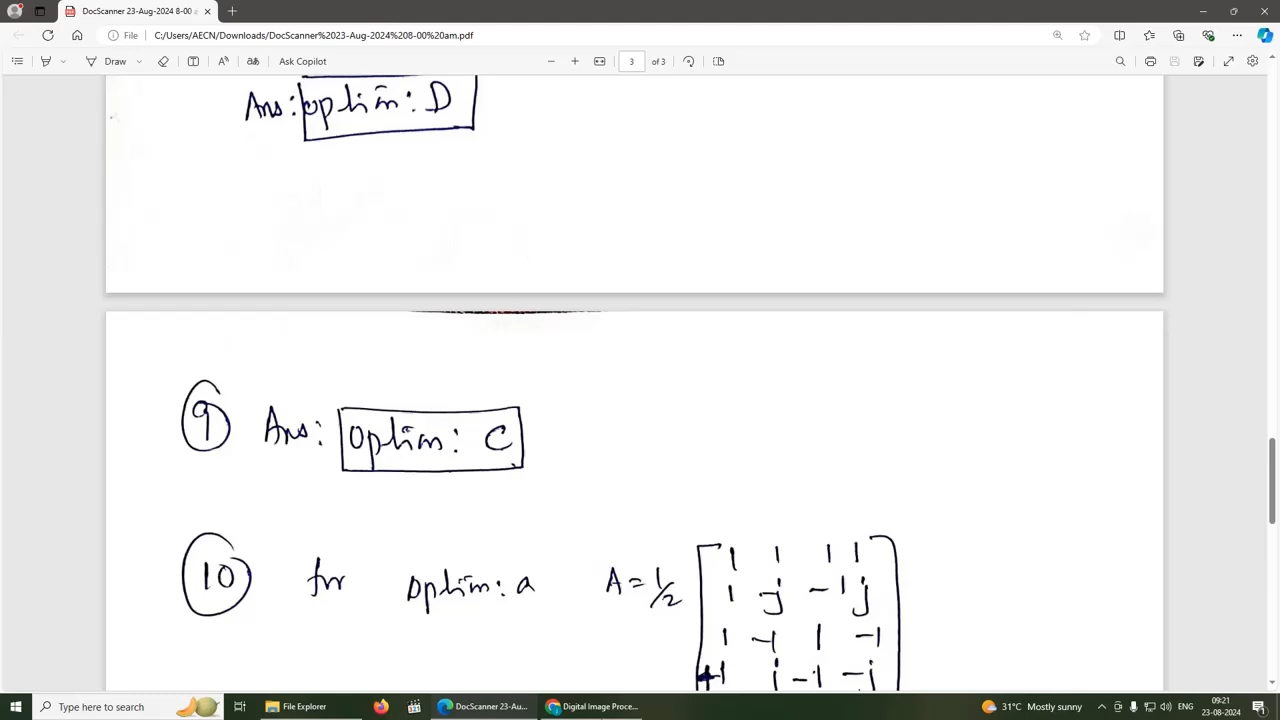 DocScanner 23-Aug-2024 8-00 a
File
C:/Users/AECN/Downloads/DocScanner%2023-Aug-2024%208-00%20am.pdf
Draw
Ask Copilot
3 of 3
Ans: Option: D
9 Ans: Option: C
10 for Option: a A = 1/2
1 1 1 1
1 -j -1 j
1 -1 1 -1
+1 j -1 -j
Type here to search
File Explorer
DocScanner 23-Au...
Digital Image Proce...
31°C Mostly sunny
ENG
09:21
23-08-2024